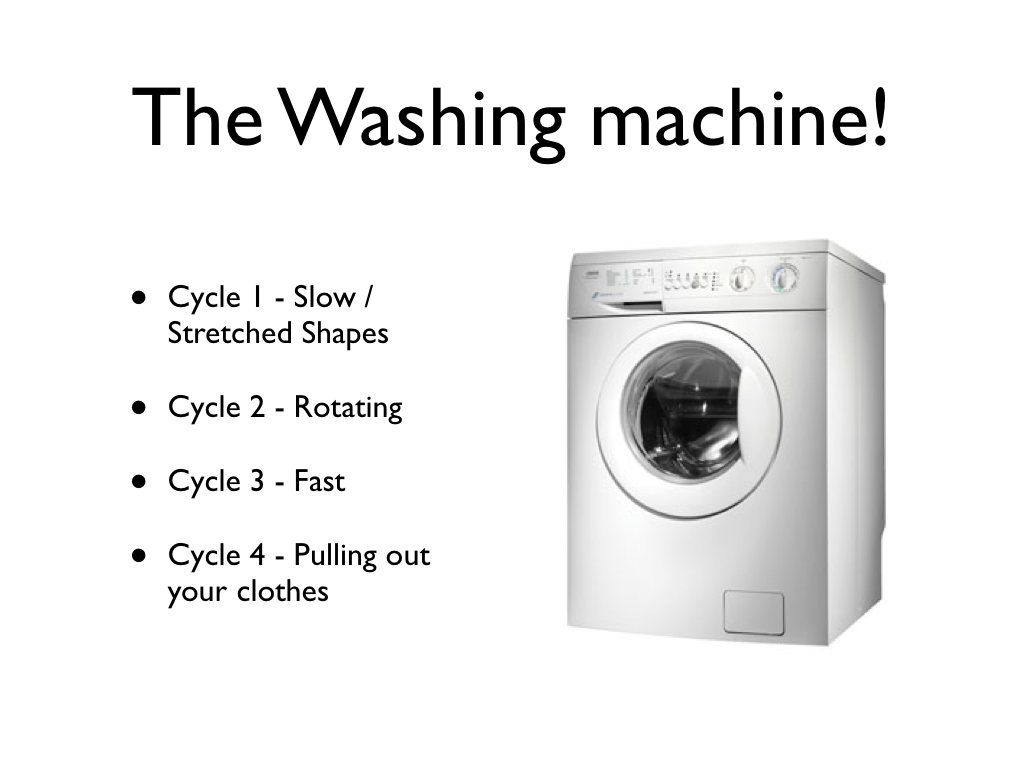 The Washing machine!
• Cycle 1 - Slow /
Stretched Shapes
• Cycle 2 - Rotating
• Cycle 3 - Fast
• Cycle 4 - Pulling out
your clothes